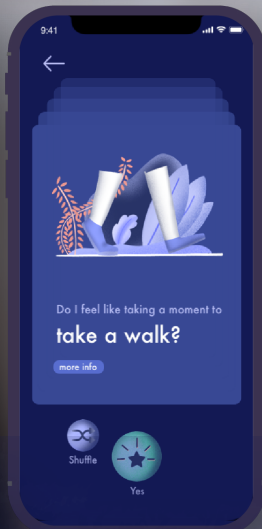 9:41
Do I feel like taking a moment to
take a walk?
more info
Shuffle
Yes